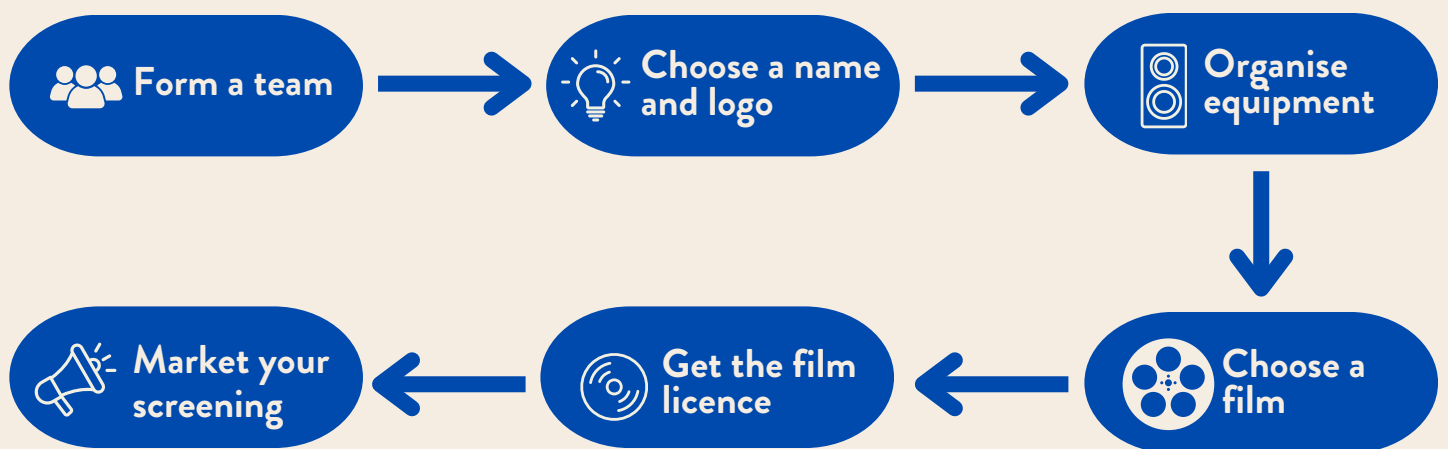 Form a team
Choose a name
and logo
Organise
equipment
Choose a
film
Get the film
licence
Market your
screening